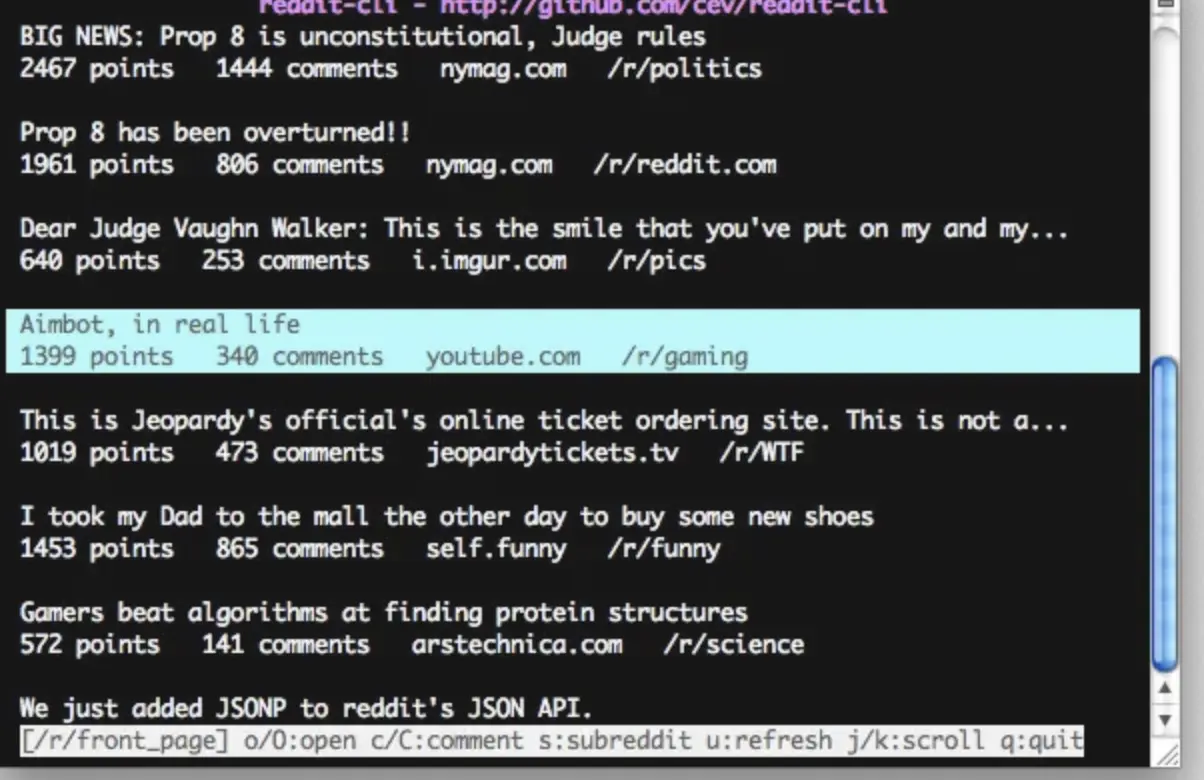 reddit-cli - http://github.com/cev/reddit-cli
BIG NEWS: Prop 8 is unconstitutional, Judge rules
2467 points 1444 comments nymag.com /r/politics
Prop 8 has been overturned!!
1961 points 806 comments nymag.com /r/reddit.com
Dear Judge Vaughn Walker: This is the smile that you've put on my and my...
640 points 253 comments i.imgur.com /r/pics
Aimbot, in real life
1399 points 340 comments youtube.com /r/gaming
This is Jeopardy's official's online ticket ordering site. This is not a...
1019 points 473 comments jeopardytickets.tv /r/WTF
I took my Dad to the mall the other day to buy some new shoes
1453 points 865 comments self.funny /r/funny
Gamers beat algorithms at finding protein structures
572 points 141 comments arstechnica.com /r/science
We just added JSONP to reddit's JSON API.
[/r/front_page] o/O:open c/C:comment s:subreddit u:refresh j/k:scroll q:quit